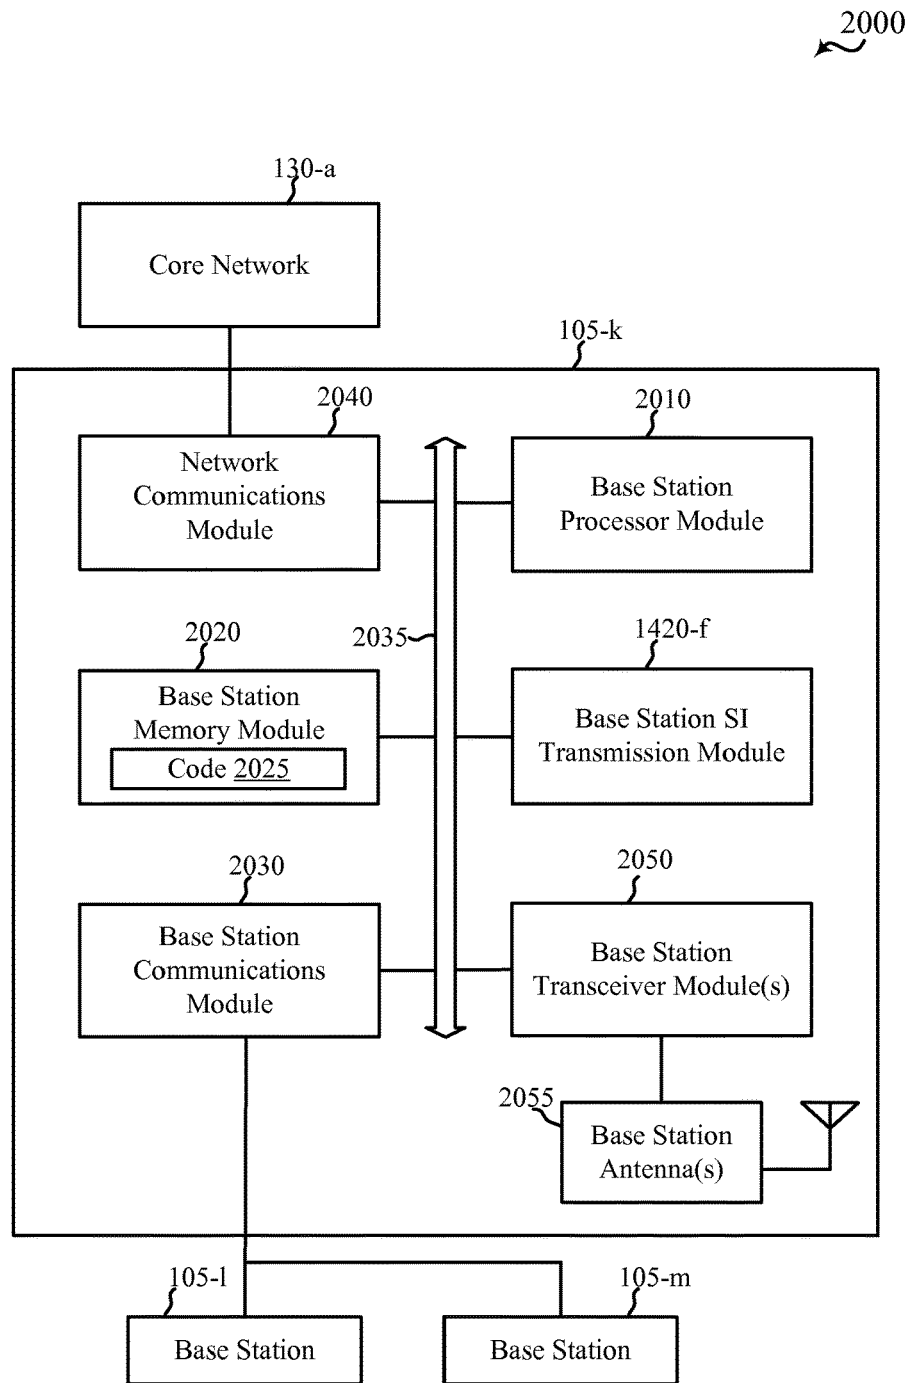 2000
130-a
Core Network
105-k
2040
Network
Communications
Module
2010
Base Station
Processor Module
2035
2020
Base Station
Memory Module
Code 2025
1420-f
Base Station SI
Transmission Module
2030
Base Station
Communications
Module
2050
Base Station
Transceiver Module(s)
2055
Base Station
Antenna(s)
105-l
Base Station
105-m
Base Station